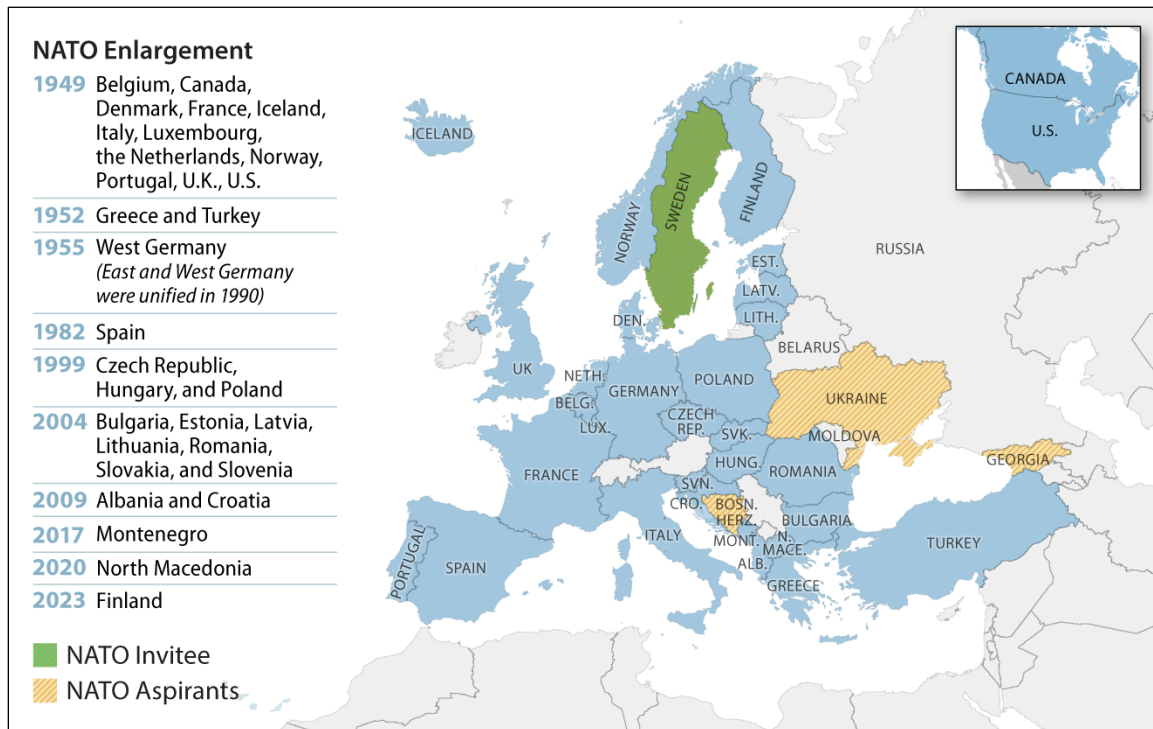 NATO Enlargement
1949 Belgium, Canada,
Denmark, France, Iceland,
Italy, Luxembourg,
the Netherlands, Norway,
Portugal, U.K., U.S.
1952 Greece and Turkey
1955 West Germany
(East and West Germany
were unified in 1990)
1982 Spain
1999 Czech Republic,
Hungary, and Poland
2004 Bulgaria, Estonia, Latvia,
Lithuania, Romania,
Slovakia, and Slovenia
2009 Albania and Croatia
2017 Montenegro
2020 North Macedonia
2023 Finland
NATO Invitee
NATO Aspirants
ICELAND
NORWAY
SWEDEN
FINLAND
RUSSIA
EST.
LATV.
LITH.
DEN.
BELARUS
UK
NETH.
BELG.
LUX.
GERMANY
POLAND
UKRAINE
CZECH
REP.
SVK.
MOLDOVA
FRANCE
HUNG.
ROMANIA
GEORGIA
SVN.
CRO.
BOSN.
HERZ.
ITALY
MONT.
N.
MACE.
BULGARIA
ALB.
GREECE
TURKEY
PORTUGAL
SPAIN
CANADA
U.S.